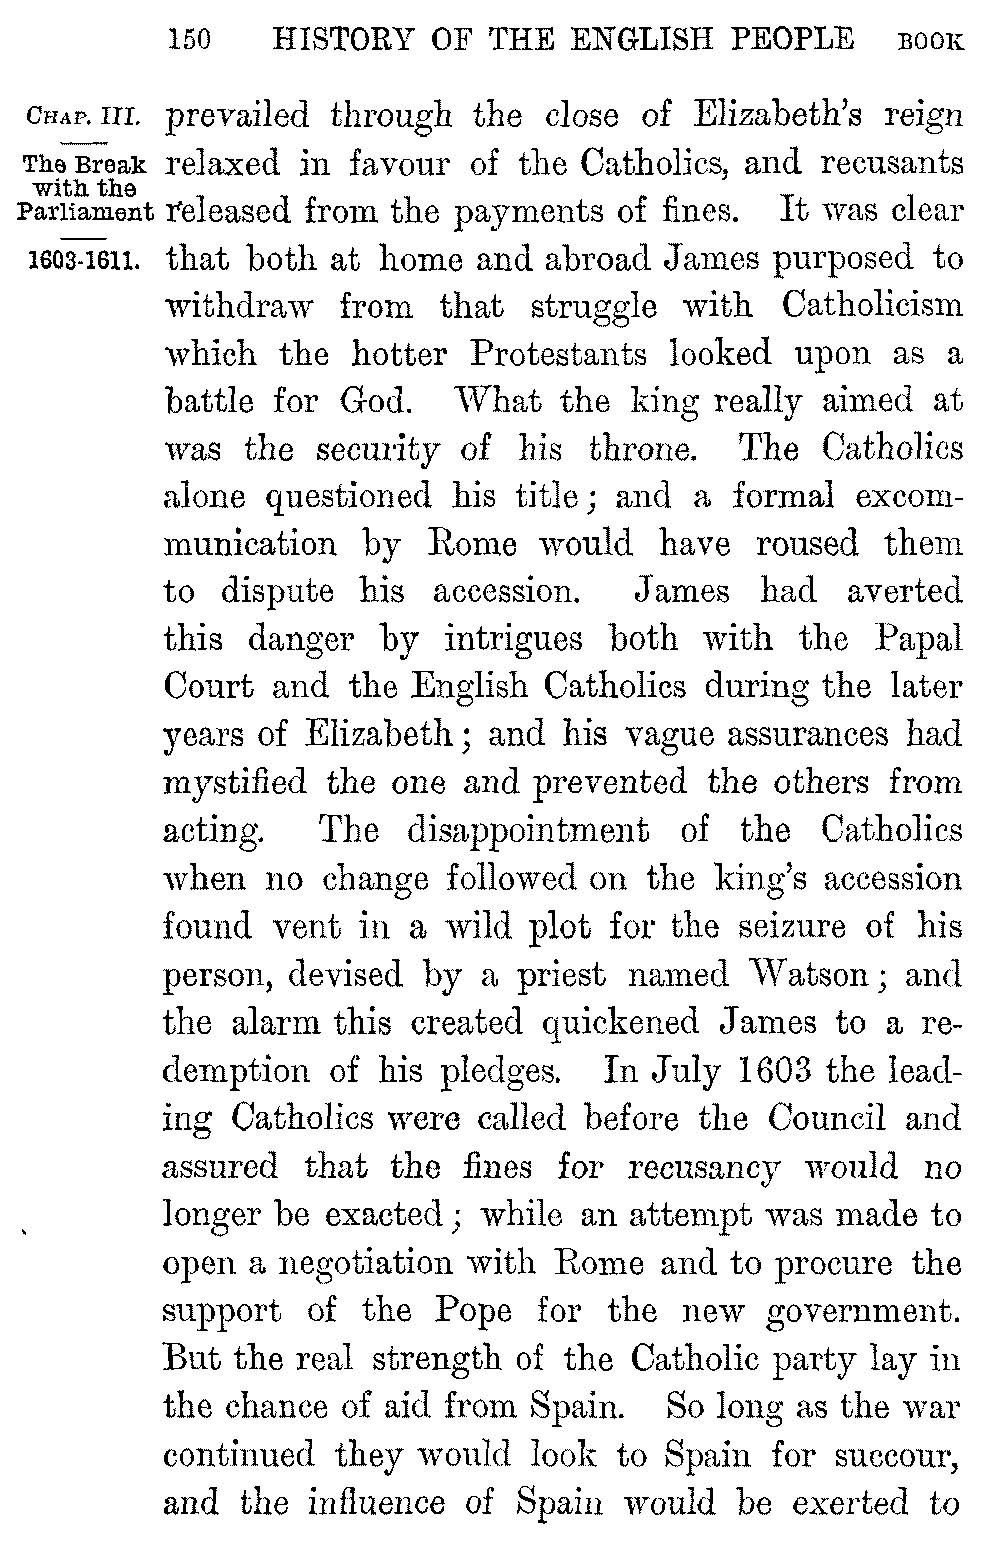 150 HISTORY OF THE ENGLISH PEOPLE BOOK
CHAP. III.
The Break
with the
Parliament
1603-1611.
prevailed through the close of Elizabeth's reign
relaxed in favour of the Catholics, and recusants
released from the payments of fines. It was clear
that both at home and abroad James purposed to
withdraw from that struggle with Catholicism
which the hotter Protestants looked upon as a
battle for God. What the king really aimed at
was the security of his throne. The Catholics
alone questioned his title; and a formal excom-
munication by Rome would have roused them
to dispute his accession. James had averted
this danger by intrigues both with the Papal
Court and the English Catholics during the later
years of Elizabeth; and his vague assurances had
mystified the one and prevented the others from
acting. The disappointment of the Catholics
when no change followed on the king's accession
found vent in a wild plot for the seizure of his
person, devised by a priest named Watson; and
the alarm this created quickened James to a re-
demption of his pledges. In July 1603 the lead-
ing Catholics were called before the Council and
assured that the fines for recusancy would no
longer be exacted; while an attempt was made to
open a negotiation with Rome and to procure the
support of the Pope for the new government.
But the real strength of the Catholic party lay in
the chance of aid from Spain. So long as the war
continued they would look to Spain for succour,
and the influence of Spain would be exerted to